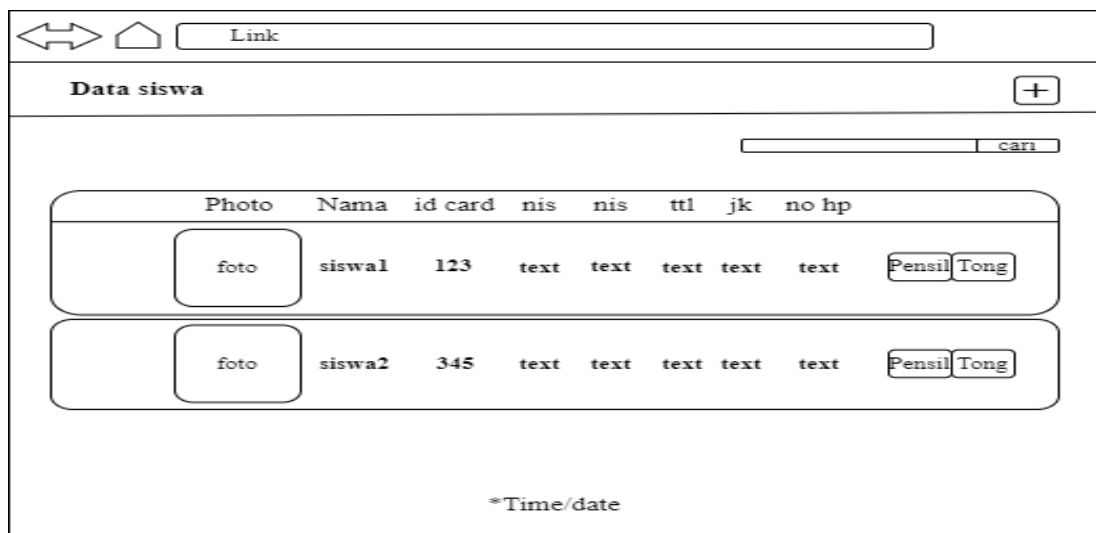 Link
Data siswa
+
cari
Photo Nama id card nis nis ttl jk no hp
foto siswa1 123 text text text text text Pensil Tong
foto siswa2 345 text text text text text Pensil Tong
*Time/date